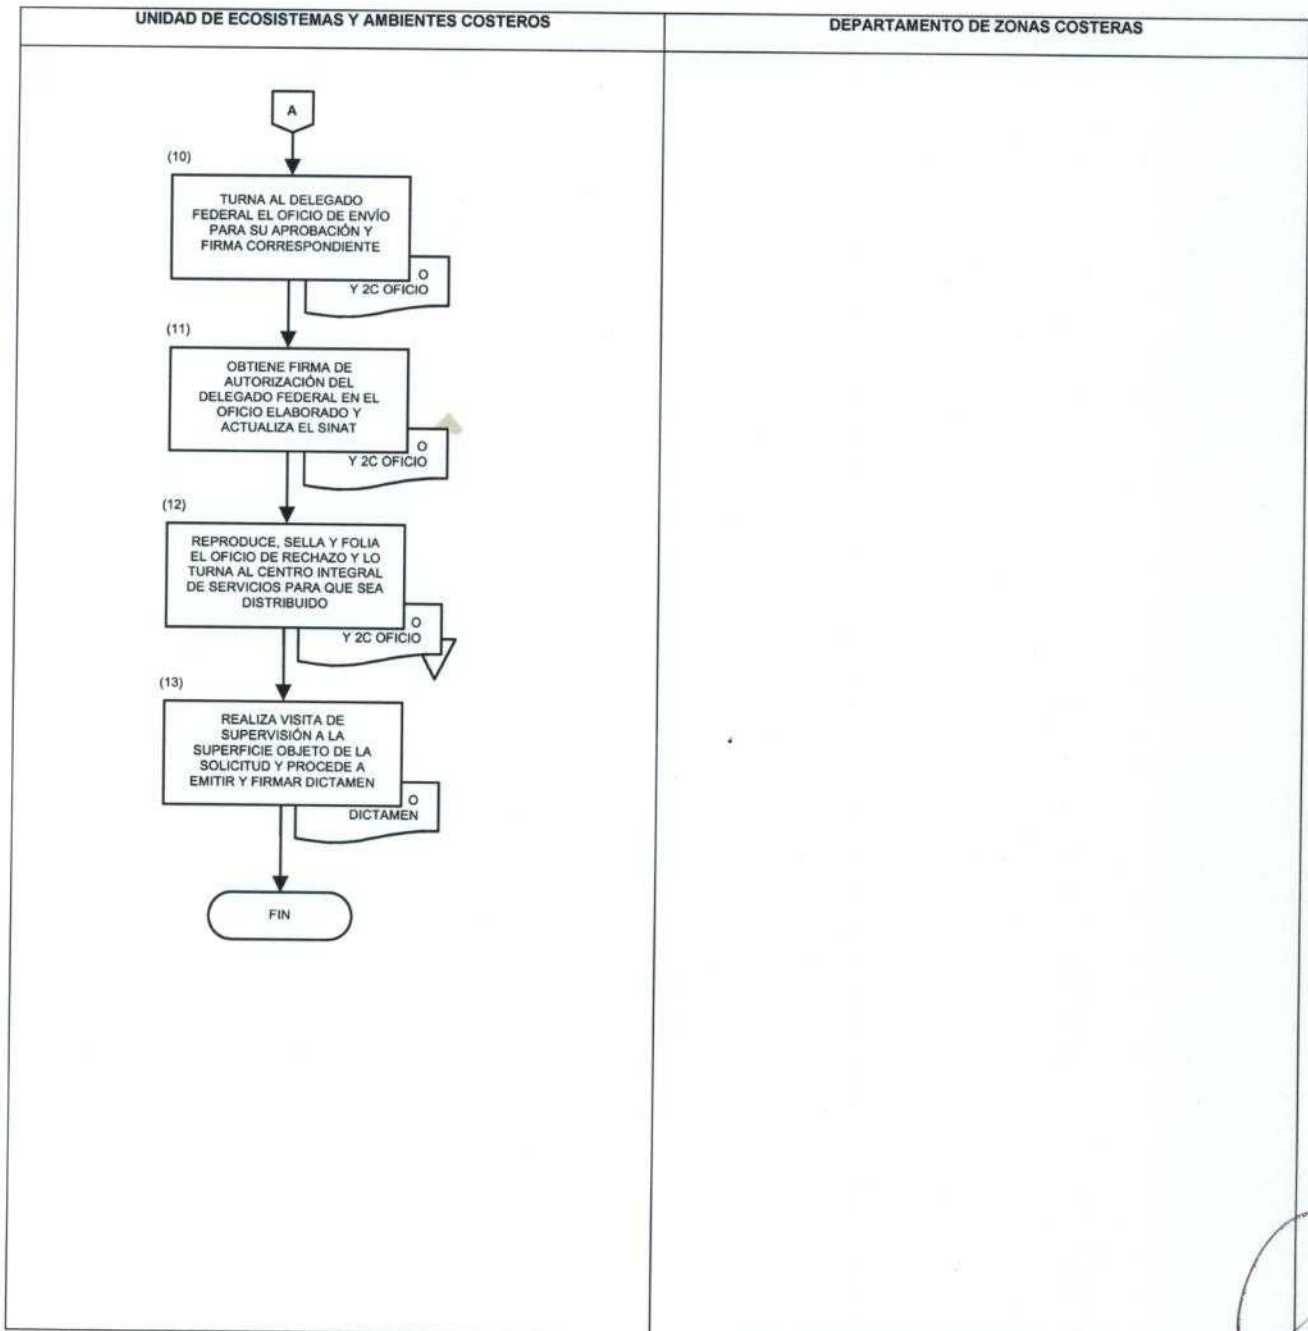 UNIDAD DE ECOSISTEMAS Y AMBIENTES COSTEROS
DEPARTAMENTO DE ZONAS COSTERAS
A
(10)
TURNA AL DELEGADO
FEDERAL EL OFICIO DE ENVÍO
PARA SU APROBACIÓN Y
FIRMA CORRESPONDIENTE
O
Y 2C OFICIO
(11)
OBTIENE FIRMA DE
AUTORIZACIÓN DEL
DELEGADO FEDERAL EN EL
OFICIO ELABORADO Y
ACTUALIZA EL SINAT
O
Y 2C OFICIO
(12)
REPRODUCE, SELLA Y FOLIA
EL OFICIO DE RECHAZO Y LO
TURNA AL CENTRO INTEGRAL
DE SERVICIOS PARA QUE SEA
DISTRIBUIDO
O
Y 2C OFICIO
(13)
REALIZA VISITA DE
SUPERVISIÓN A LA
SUPERFICIE OBJETO DE LA
SOLICITUD Y PROCEDE A
EMITIR Y FIRMAR DICTAMEN
O
DICTAMEN
FIN